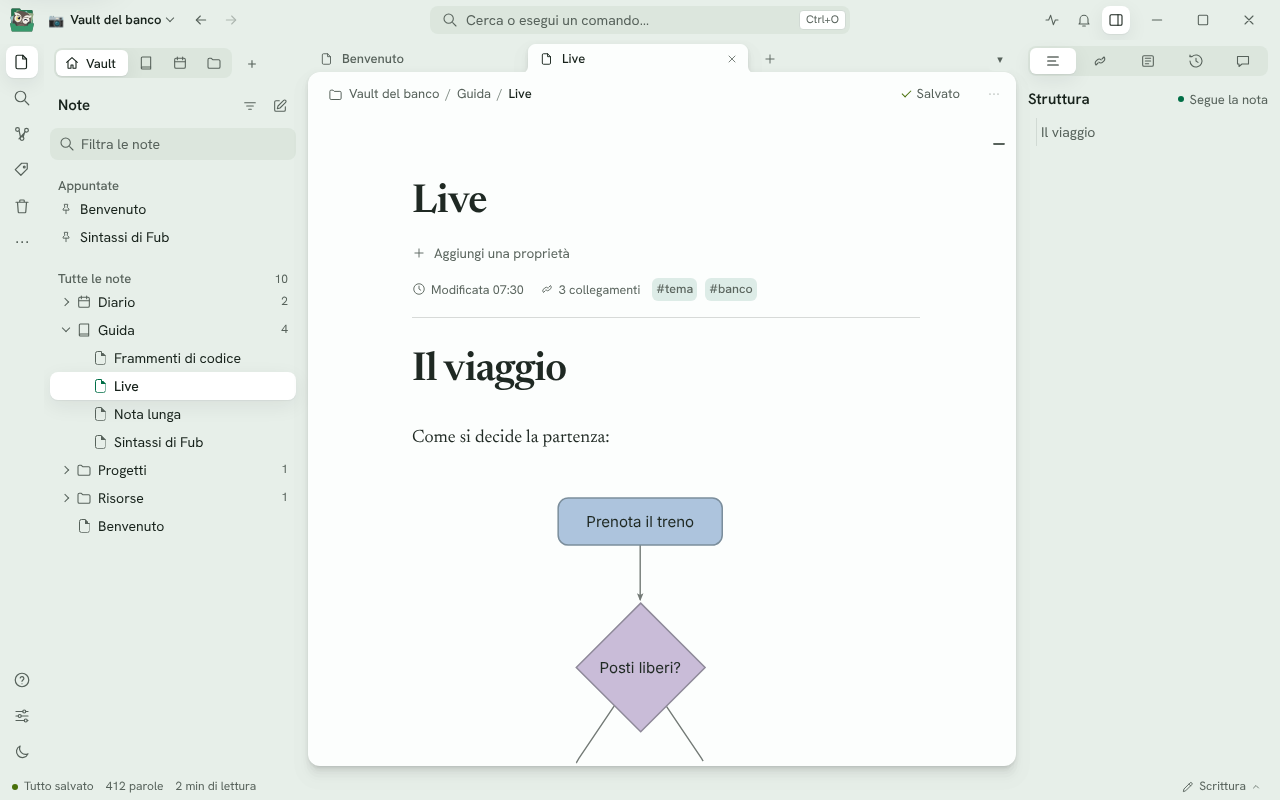 Vault del banco
Cerca o esegui un comando…
Ctrl+O
Vault
Note
Filtra le note
Appuntate
Benvenuto
Sintassi di Fub
Tutte le note 10
Diario 2
Guida 4
Frammenti di codice
Live
Nota lunga
Sintassi di Fub
Progetti 1
Risorse 1
Benvenuto
Benvenuto
Live
Vault del banco / Guida / Live
Salvato
Live
Aggiungi una proprietà
Modificata 07:30
3 collegamenti
#tema
#banco
Il viaggio
Come si decide la partenza:
Prenota il treno
Posti liberi?
Struttura
Segue la nota
Il viaggio
Tutto salvato
412 parole
2 min di lettura
Scrittura